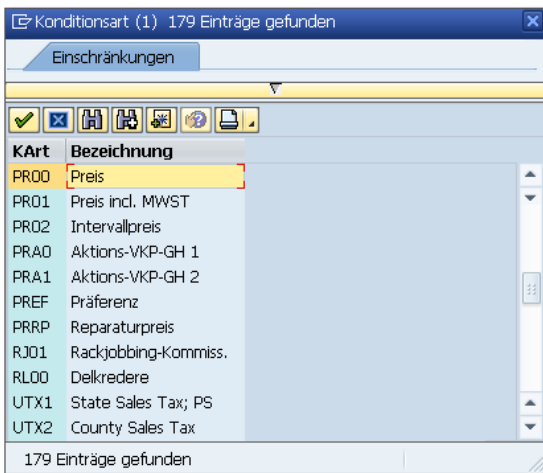 Konditionsart (1) 179 Einträge gefunden
Einschränkungen
KArt Bezeichnung
PR00 Preis
PR01 Preis incl. MWST
PR02 Intervallpreis
PRA0 Aktions-VKP-GH 1
PRA1 Aktions-VKP-GH 2
PREF Präferenz
PRRP Reparaturpreis
RJ01 Rackjobbing-Kommiss.
RL00 Delkredere
UTX1 State Sales Tax; PS
UTX2 County Sales Tax
179 Einträge gefunden